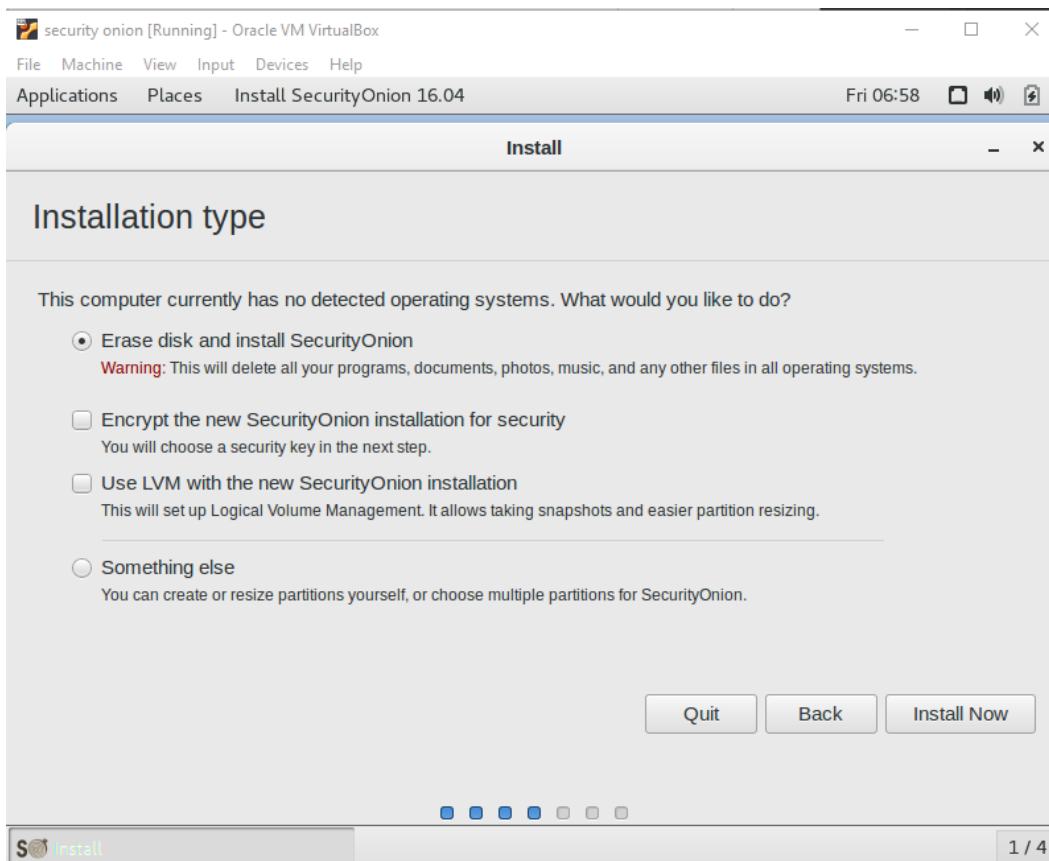 security onion [Running] - Oracle VM VirtualBox
File Machine View Input Devices Help
Applications Places Install SecurityOnion 16.04 Fri 06:58
Install
Installation type
This computer currently has no detected operating systems. What would you like to do?
Erase disk and install SecurityOnion
Warning: This will delete all your programs, documents, photos, music, and any other files in all operating systems.
Encrypt the new SecurityOnion installation for security
You will choose a security key in the next step.
Use LVM with the new SecurityOnion installation
This will set up Logical Volume Management. It allows taking snapshots and easier partition resizing.
Something else
You can create or resize partitions yourself, or choose multiple partitions for SecurityOnion.
Quit Back Install Now
S Install 1 / 4